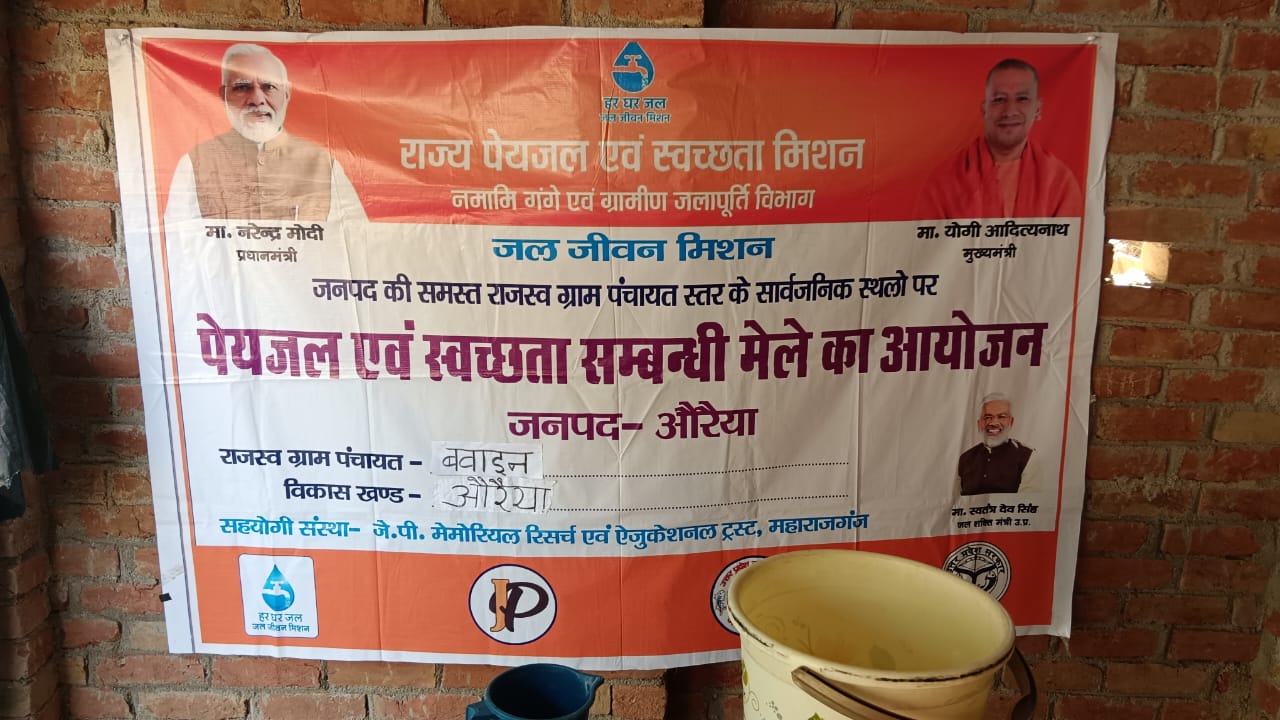 हर घर जल
जल जीवन मिशन
राज्य पेयजल एवं स्वच्छता मिशन
नमामि गंगे एवं ग्रामीण जलापूर्ति विभाग
मा. नरेन्द्र मोदी
प्रधानमंत्री
मा. योगी आदित्यनाथ
मुख्यमंत्री
जल जीवन मिशन
जनपद की समस्त राजस्व ग्राम पंचायत स्तर के सार्वजनिक स्थलो पर
पेयजल एवं स्वच्छता सम्बन्धी मेले का आयोजन
जनपद– औरैया
राजस्व ग्राम पंचायत – बवाइन
विकास खण्ड – औरैया
मा. स्वतंत्र देव सिंह
जल शक्ति मंत्री उ.प्र.
सहयोगी संस्था– जे.पी. मेमोरियल रिसर्च एवं ऐजुकेशनल ट्रस्ट, महाराजगंज
हर घर जल
जल जीवन मिशन
JP